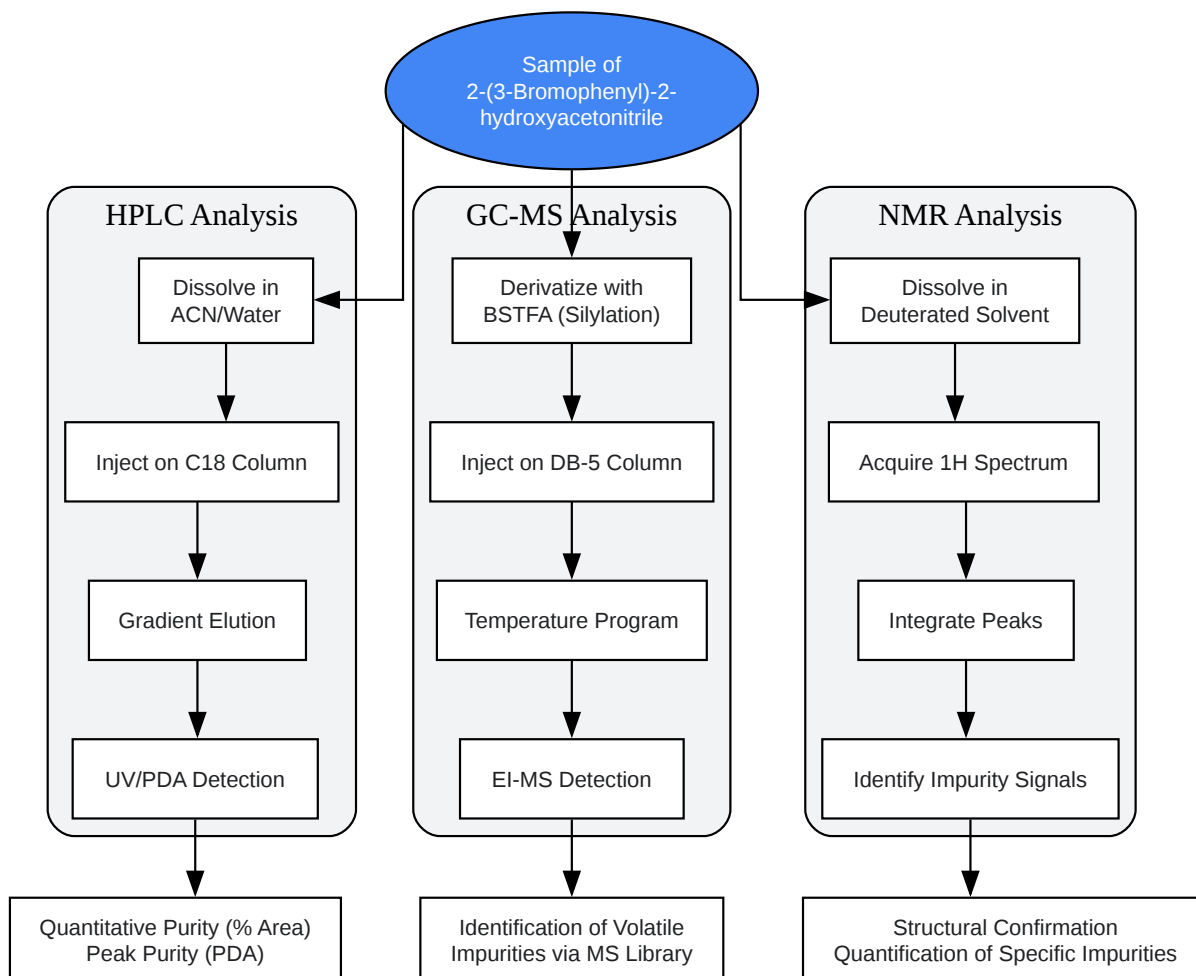 Sample of
2-(3-Bromophenyl)-2-
hydroxyacetonitrile
HPLC Analysis
Dissolve in
ACN/Water
Inject on C18 Column
Gradient Elution
UV/PDA Detection
Quantitative Purity (% Area)
Peak Purity (PDA)
GC-MS Analysis
Derivatize with
BSTFA (Silylation)
Inject on DB-5 Column
Temperature Program
EI-MS Detection
Identification of Volatile
Impurities via MS Library
NMR Analysis
Dissolve in
Deuterated Solvent
Acquire 1H Spectrum
Integrate Peaks
Identify Impurity Signals
Structural Confirmation
Quantification of Specific Impurities